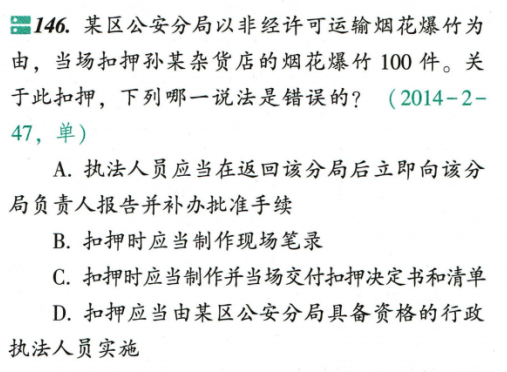 146. 某区公安分局以非经许可运输烟花爆竹为
由，当场扣押孙某杂货店的烟花爆竹 100 件。关
于此扣押，下列哪一说法是错误的？（2014-2-
47，单）
A. 执法人员应当在返回该分局后立即向该分
局负责人报告并补办批准手续
B. 扣押时应当制作现场笔录
C. 扣押时应当制作并当场交付扣押决定书和清单
D. 扣押应当由某区公安分局具备资格的行政
执法人员实施